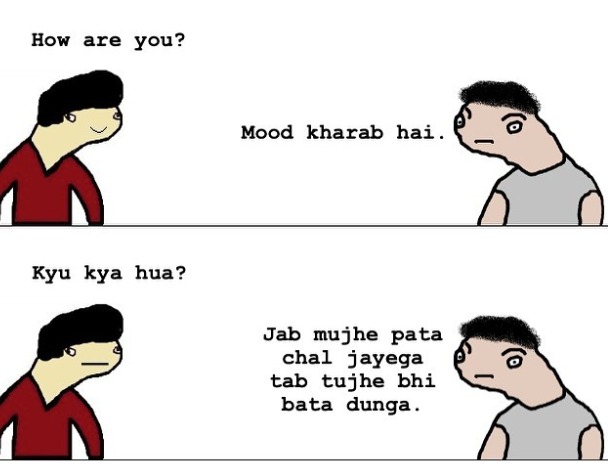 How are you?
Mood kharab hai.
Kyu kya hua?
Jab mujhe pata
chal jayega
tab tujhe bhi
bata dunga.